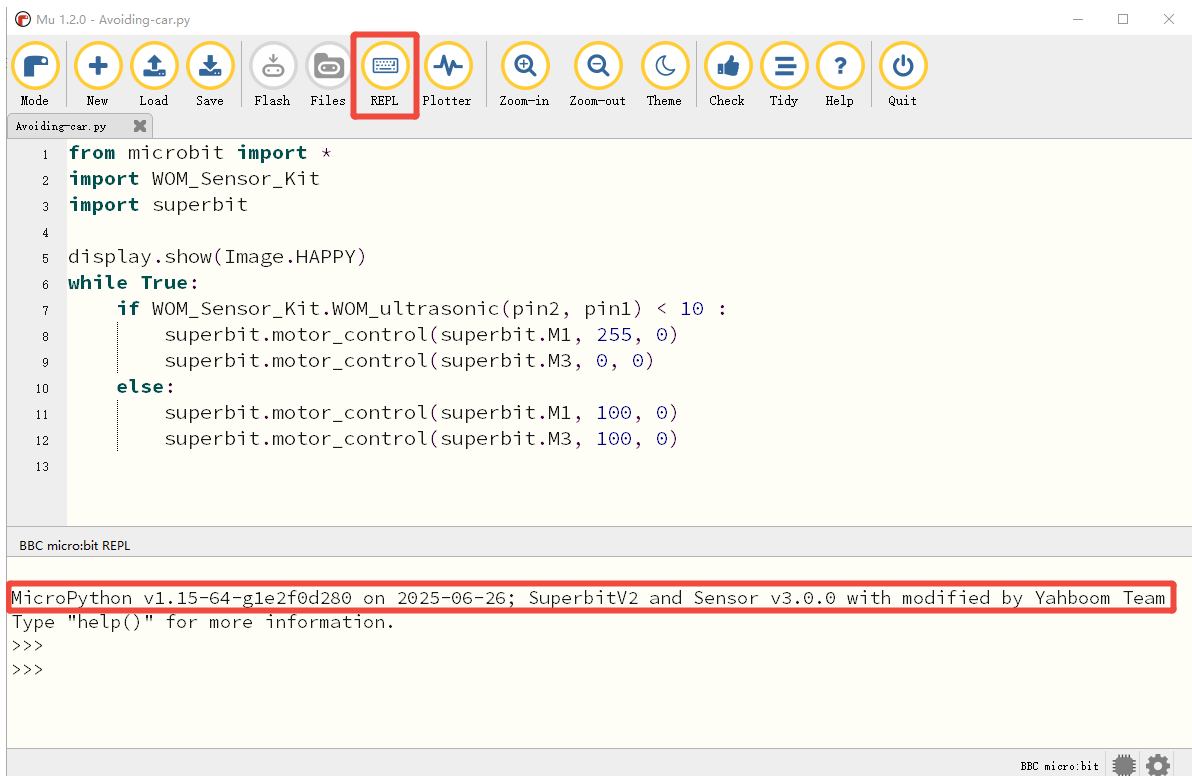 Mu 1.2.0 - Avoiding-car.py
Mode New Load Save Flash Files REPL Plotter Zoom-in Zoom-out Theme Check Tidy Help Quit
Avoiding-car.py
1 from microbit import *
2 import WOM_Sensor_Kit
3 import superbit
4
5 display.show(Image.HAPPY)
6 while True:
7     if WOM_Sensor_Kit.WOM_ultrasonic(pin2, pin1) < 10 :
8         superbit.motor_control(superbit.M1, 255, 0)
9         superbit.motor_control(superbit.M3, 0, 0)
10     else:
11         superbit.motor_control(superbit.M1, 100, 0)
12         superbit.motor_control(superbit.M3, 100, 0)
13
BBC micro:bit REPL
MicroPython v1.15-64-g1e2f0d280 on 2025-06-26; SuperbitV2 and Sensor v3.0.0 with modified by Yahboom Team
Type "help()" for more information.
>>>
>>>
BBC micro:bit